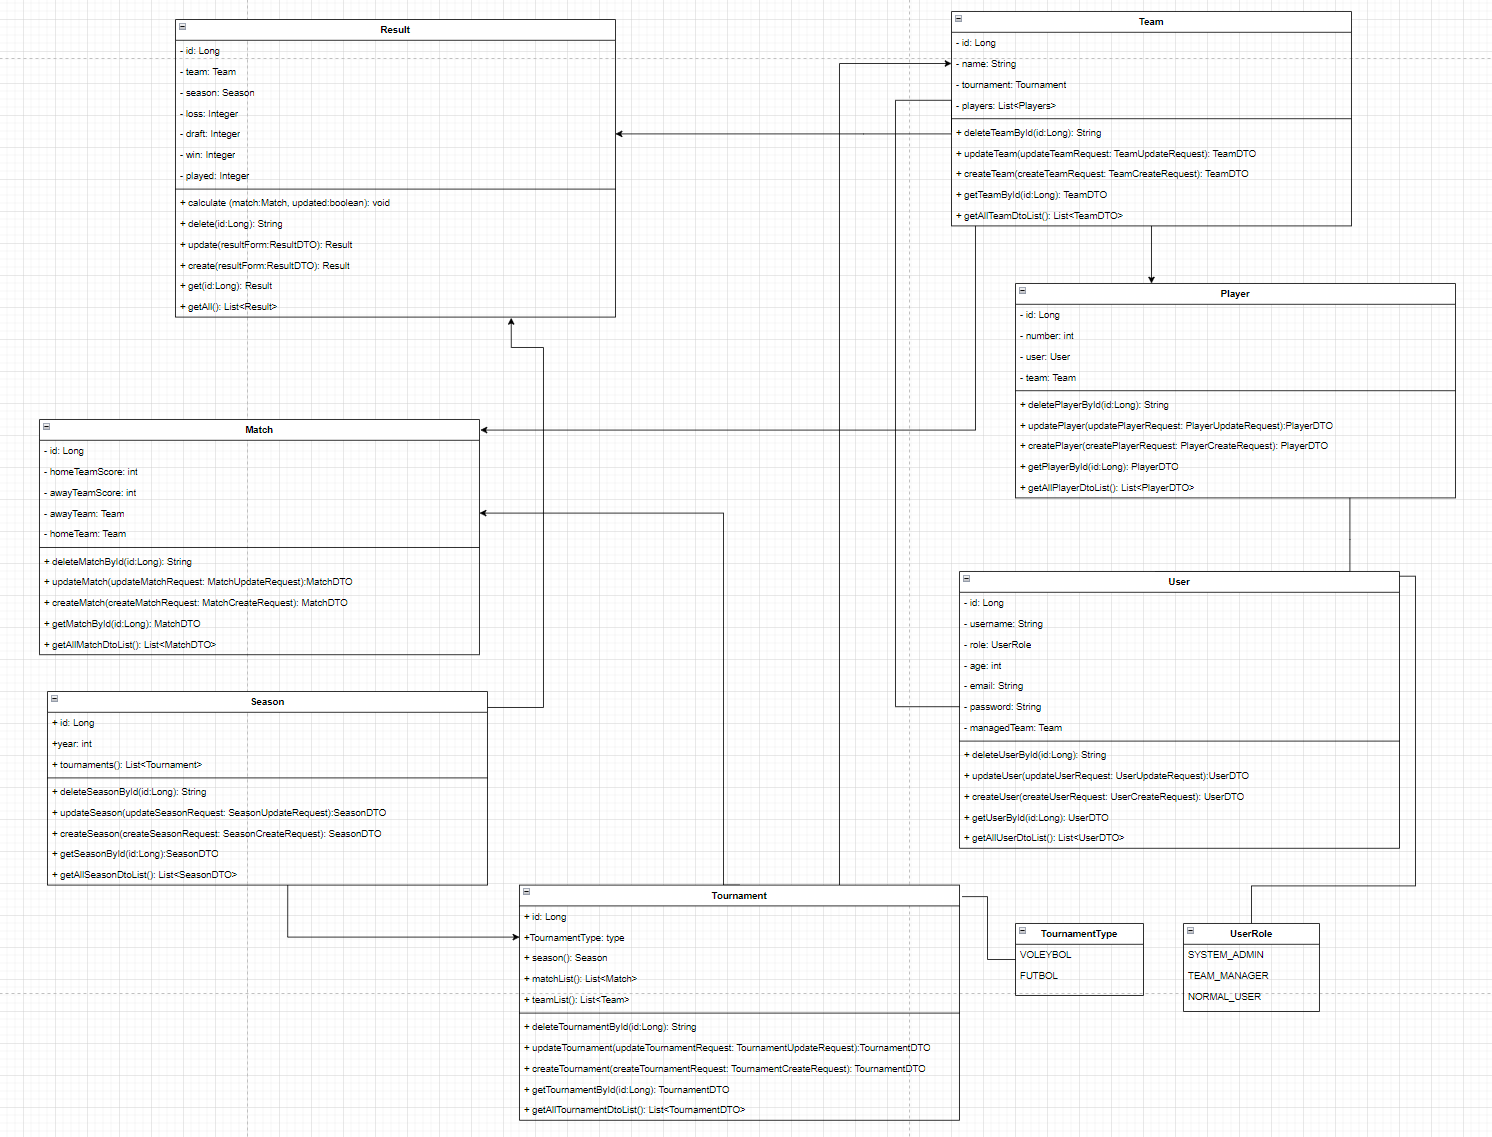 Result
- id: Long
- team: Team
- season: Season
- loss: Integer
- draft: Integer
- win: Integer
- played: Integer
+ calculate (match:Match, updated:boolean): void
+ delete(id:Long): String
+ update(resultForm:ResultDTO): Result
+ create(resultForm:ResultDTO): Result
+ get(id:Long): Result
+ getAll(): List<Result>
Team
- id: Long
- name: String
- tournament: Tournament
- players: List<Players>
+ deleteTeamById(id:Long): String
+ updateTeam(updateTeamRequest: TeamUpdateRequest): TeamDTO
+ createTeam(createTeamRequest: TeamCreateRequest): TeamDTO
+ getTeamById(id:Long): TeamDTO
+ getAllTeamDtoList(): List<TeamDTO>
Player
- id: Long
- number: int
- user: User
- team: Team
+ deletePlayerById(id:Long): String
+ updatePlayer(updatePlayerRequest: PlayerUpdateRequest):PlayerDTO
+ createPlayer(createPlayerRequest: PlayerCreateRequest): PlayerDTO
+ getPlayerById(id:Long): PlayerDTO
+ getAllPlayerDtoList(): List<PlayerDTO>
Match
- id: Long
- homeTeamScore: int
- awayTeamScore: int
- awayTeam: Team
- homeTeam: Team
+ deleteMatchById(id:Long): String
+ updateMatch(updateMatchRequest: MatchUpdateRequest):MatchDTO
+ createMatch(createMatchRequest: MatchCreateRequest): MatchDTO
+ getMatchById(id:Long): MatchDTO
+ getAllMatchDtoList(): List<MatchDTO>
User
- id: Long
- username: String
- role: UserRole
- age: int
- email: String
- password: String
- managedTeam: Team
+ deleteUserById(id:Long): String
+ updateUser(updateUserRequest: UserUpdateRequest):UserDTO
+ createUser(createUserRequest: UserCreateRequest): UserDTO
+ getUserById(id:Long): UserDTO
+ getAllUserDtoList(): List<UserDTO>
Season
+ id: Long
+year: int
+ tournaments(): List<Tournament>
+ deleteSeasonById(id:Long): String
+ updateSeason(updateSeasonRequest: SeasonUpdateRequest):SeasonDTO
+ createSeason(createSeasonRequest: SeasonCreateRequest): SeasonDTO
+ getSeasonById(id:Long):SeasonDTO
+ getAllSeasonDtoList(): List<SeasonDTO>
Tournament
+ id: Long
+TournamentType: type
+ season(): Season
+ matchList(): List<Match>
+ teamList(): List<Team>
+ deleteTournamentById(id:Long): String
+ updateTournament(updateTournamentRequest: TournamentUpdateRequest):TournamentDTO
+ createTournament(createTournamentRequest: TournamentCreateRequest): TournamentDTO
+ getTournamentById(id:Long): TournamentDTO
+ getAllTournamentDtoList(): List<TournamentDTO>
TournamentType
VOLEYBOL
FUTBOL
UserRole
SYSTEM_ADMIN
TEAM_MANAGER
NORMAL_USER